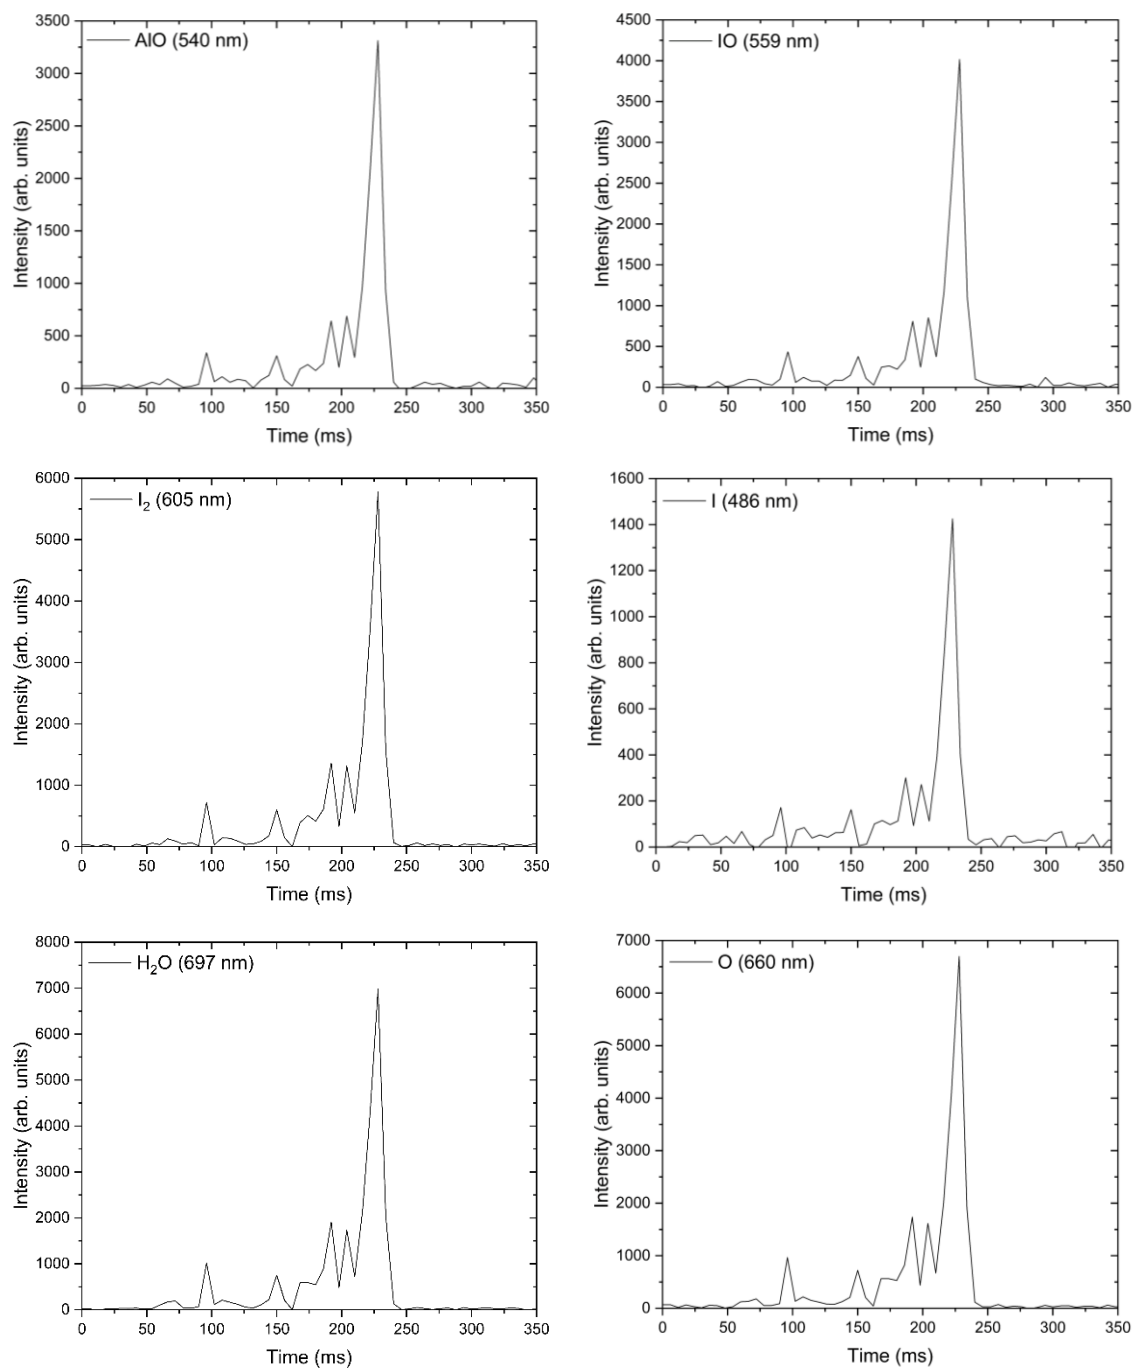 AlO (540 nm)
3500
3000
2500
2000
1500
1000
500
0
Intensity (arb. units)
0 50 100 150 200 250 300 350
Time (ms)
IO (559 nm)
4500
4000
3500
3000
2500
2000
1500
1000
500
0
Intensity (arb. units)
0 50 100 150 200 250 300 350
Time (ms)
I₂ (605 nm)
6000
5000
4000
3000
2000
1000
0
Intensity (arb. units)
0 50 100 150 200 250 300 350
Time (ms)
I (486 nm)
1600
1400
1200
1000
800
600
400
200
0
Intensity (arb. units)
0 50 100 150 200 250 300 350
Time (ms)
H₂O (697 nm)
8000
7000
6000
5000
4000
3000
2000
1000
0
Intensity (arb. units)
0 50 100 150 200 250 300 350
Time (ms)
O (660 nm)
7000
6000
5000
4000
3000
2000
1000
0
Intensity (arb. units)
0 50 100 150 200 250 300 350
Time (ms)